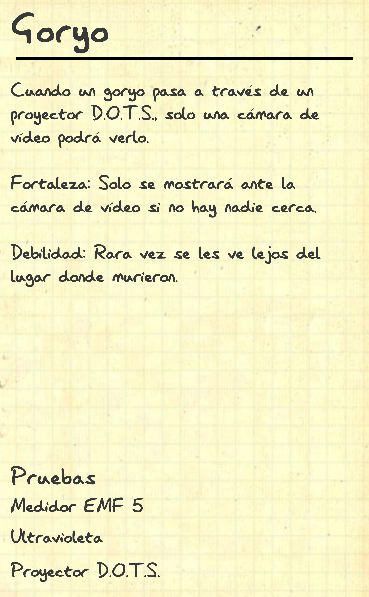 Goryo
Cuando un goryo pasa a través de un
proyector D.O.T.S., solo una cámara de
vídeo podrá verlo.
Fortaleza: Solo se mostrará ante la
cámara de vídeo si no hay nadie cerca.
Debilidad: Rara vez se les ve lejos del
lugar donde murieron.
Pruebas
Medidor EMF 5
Ultravioleta
Proyector D.O.T.S.